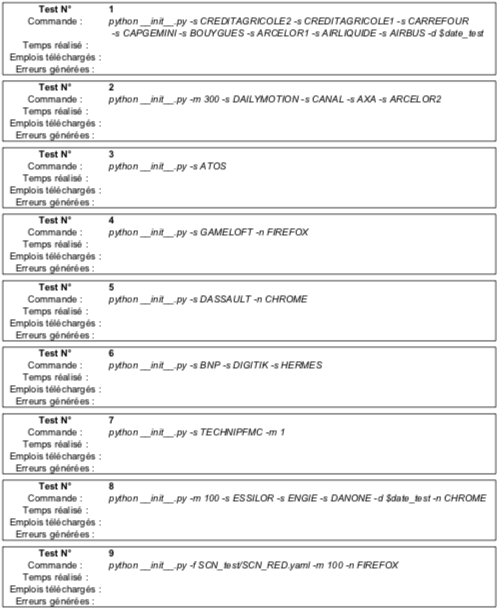 Test N° 1
Commande : python __init__.py -s CREDITAGRICOLE2 -s CREDITAGRICOLE1 -s CARREFOUR
-s CAPGEMINI -s BOUYGUES -s ARCELOR1 -s AIRLIQUIDE -s AIRBUS -d $date_test
Temps réalisé :
Emplois téléchargés :
Erreurs générées :
Test N° 2
Commande : python __init__.py -m 300 -s DAILYMOTION -s CANAL -s AXA -s ARCELOR2
Temps réalisé :
Emplois téléchargés :
Erreurs générées :
Test N° 3
Commande : python __init__.py -s ATOS
Temps réalisé :
Emplois téléchargés :
Erreurs générées :
Test N° 4
Commande : python __init__.py -s GAMELOFT -n FIREFOX
Temps réalisé :
Emplois téléchargés :
Erreurs générées :
Test N° 5
Commande : python __init__.py -s DASSAULT -n CHROME
Temps réalisé :
Emplois téléchargés :
Erreurs générées :
Test N° 6
Commande : python __init__.py -s BNP -s DIGITIK -s HERMES
Temps réalisé :
Emplois téléchargés :
Erreurs générées :
Test N° 7
Commande : python __init__.py -s TECHNIPFMC -m 1
Temps réalisé :
Emplois téléchargés :
Erreurs générées :
Test N° 8
Commande : python __init__.py -m 100 -s ESSILOR -s ENGIE -s DANONE -d $date_test -n CHROME
Temps réalisé :
Emplois téléchargés :
Erreurs générées :
Test N° 9
Commande : python __init__.py -f SCN_test/SCN_RED.yaml -m 100 -n FIREFOX
Temps réalisé :
Emplois téléchargés :
Erreurs générées :